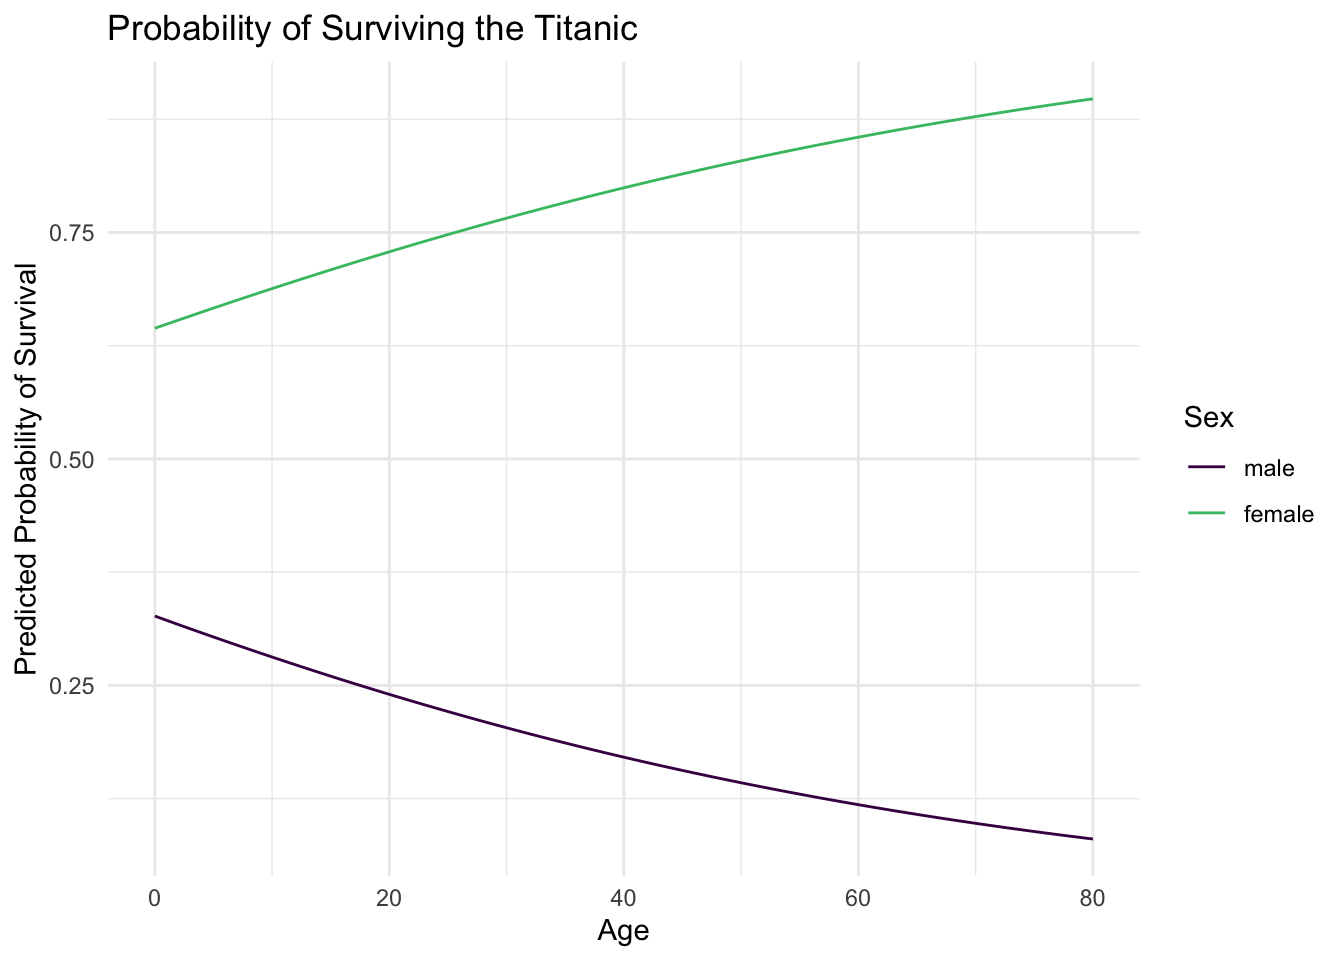 Probability of Surviving the Titanic
Predicted Probability of Survival
0.75
0.50
0.25
0 20 40 60 80
Age
Sex
male
female